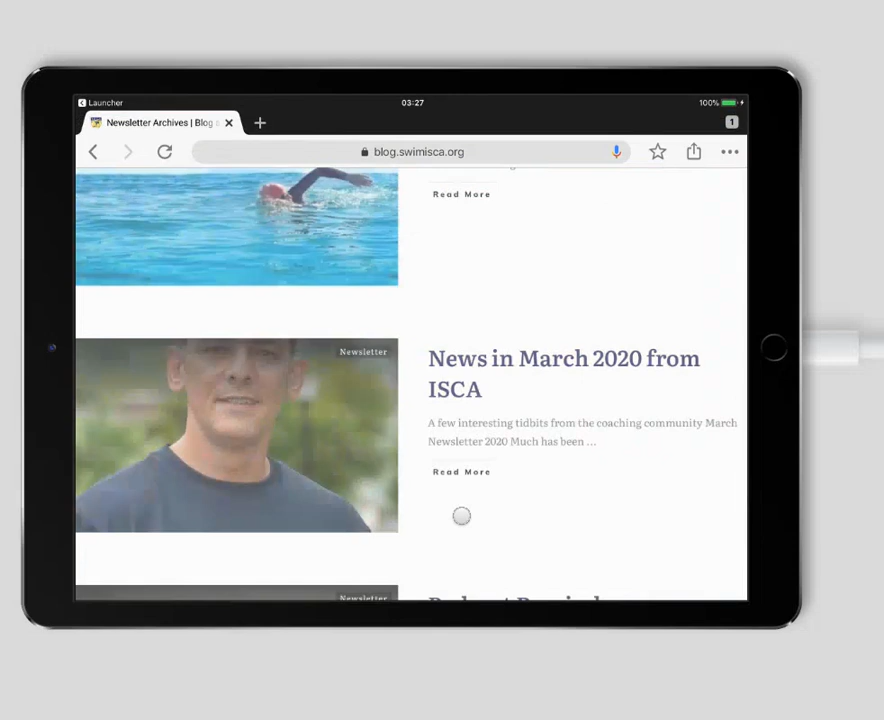 Launcher
03:27
100%
Newsletter Archives | Blog
1
blog.swimisca.org
Read More
Newsletter
News in March 2020 from
ISCA
A few interesting tidbits from the coaching community March
Newsletter 2020 Much has been ...
Read More
Newsletter